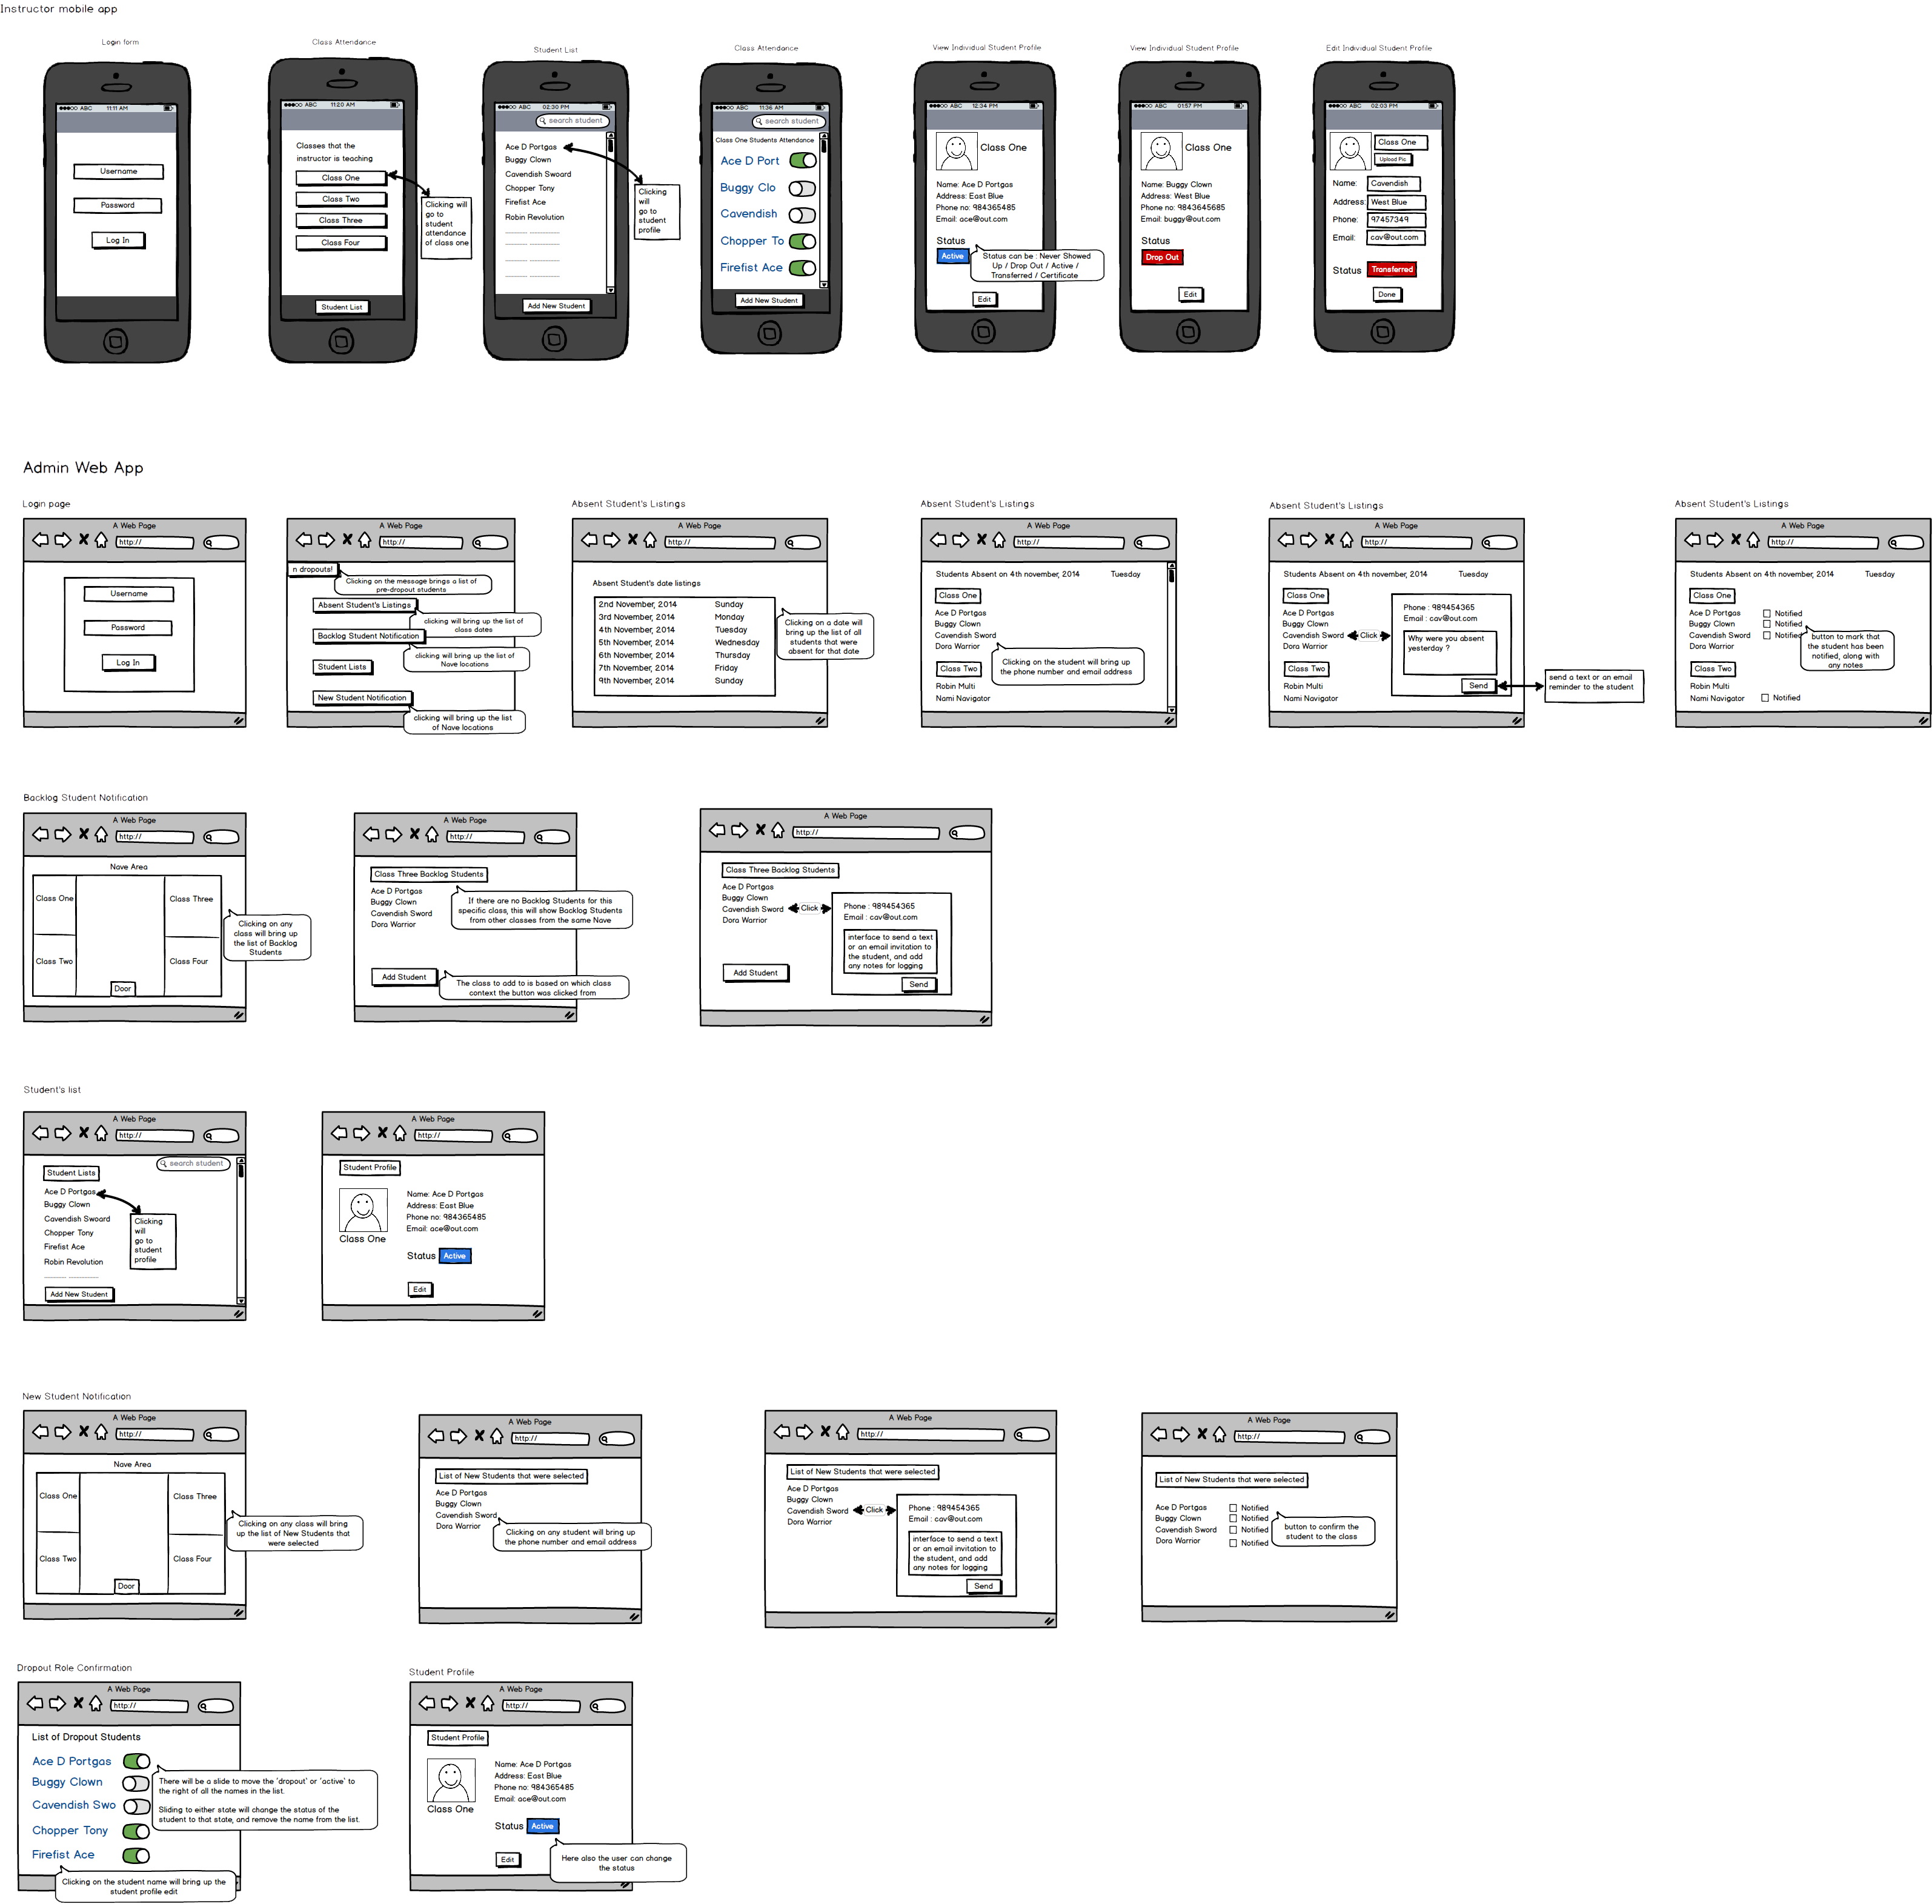 Instructor mobile app
Login form
●●●○○ ABC 11:11 AM
Username
Password
Log In
Class Attendance
●●●○○ ABC 11:20 AM
Classes that the
instructor is teaching
Class One
Class Two
Class Three
Class Four
Student List
Clicking will
go to
student
attendance
of class one
Student List
●●●○○ ABC 02:30 PM
search student
Ace D Portgas
Buggy Clown
Cavendish Swoard
Chopper Tony
Firefist Ace
Robin Revolution
Add New Student
Clicking
will
go to
student
profile
Class Attendance
●●●○○ ABC 11:36 AM
search student
Class One Students Attendance
Ace D Port
Buggy Clo
Cavendish
Chopper To
Firefist Ace
Add New Student
View Individual Student Profile
●●●○○ ABC 12:34 PM
Class One
Name: Ace D Portgas
Address: East Blue
Phone no: 984365485
Email: ace@out.com
Status
Active
Status can be : Never Showed
Up / Drop Out / Active /
Transferred / Certificate
Edit
View Individual Student Profile
●●●○○ ABC 01:57 PM
Class One
Name: Buggy Clown
Address: West Blue
Phone no: 9843645685
Email: buggy@out.com
Status
Drop Out
Edit
Edit Individual Student Profile
●●●○○ ABC 02:03 PM
Class One
Upload Pic
Name: Cavendish
Address: West Blue
Phone: 97457349
Email: cav@out.com
Status Transferred
Done
Admin Web App
Login page
A Web Page
http://
Username
Password
Log In
A Web Page
http://
n dropouts!
Clicking on the message brings a list of
pre-dropout students
Absent Student's Listings
clicking will bring up the list of
class dates
Backlog Student Notification
clicking will bring up the list of
Nave locations
Student Lists
New Student Notification
clicking will bring up the list
of Nave locations
Absent Student's Listings
A Web Page
http://
Absent Student's date listings
2nd November, 2014 Sunday
3rd November, 2014 Monday
4th November, 2014 Tuesday
5th November, 2014 Wednesday
6th November, 2014 Thursday
7th November, 2014 Friday
9th November, 2014 Sunday
Clicking on a date will
bring up the list of all
students that were
absent for that date
Absent Student's Listings
A Web Page
http://
Students Absent on 4th november, 2014 Tuesday
Class One
Ace D Portgas
Buggy Clown
Cavendish Sword
Dora Warrior
Clicking on the student will bring up
the phone number and email address
Class Two
Robin Multi
Nami Navigator
Absent Student's Listings
A Web Page
http://
Students Absent on 4th november, 2014 Tuesday
Class One
Ace D Portgas
Buggy Clown
Cavendish Sword
Dora Warrior
Class Two
Robin Multi
Nami Navigator
Click
Phone : 989454365
Email : cav@out.com
Why were you absent
yesterday ?
Send
send a text or an email
reminder to the student
Absent Student's Listings
A Web Page
http://
Students Absent on 4th november, 2014 Tuesday
Class One
Ace D Portgas Notified
Buggy Clown Notified
Cavendish Sword Notified
Dora Warrior
button to mark that
the student has been
notified, along with
any notes
Class Two
Robin Multi
Nami Navigator Notified
Backlog Student Notification
A Web Page
http://
Nave Area
Class One
Class Three
Class Two
Class Four
Door
Clicking on any
class will bring up
the list of Backlog
Students
A Web Page
http://
Class Three Backlog Students
Ace D Portgas
Buggy Clown
Cavendish Sword
Dora Warrior
If there are no Backlog Students for this
specific class, this will show Backlog Students
from other classes from the same Nave
Add Student
The class to add to is based on which class
context the button was clicked from
A Web Page
http://
Class Three Backlog Students
Ace D Portgas
Buggy Clown
Cavendish Sword
Dora Warrior
Click
Phone : 989454365
Email : cav@out.com
interface to send a text
or an email invitation to
the student, and add
any notes for logging
Send
Add Student
Student's list
A Web Page
http://
search student
Student Lists
Ace D Portgas
Buggy Clown
Cavendish Swoard
Chopper Tony
Firefist Ace
Robin Revolution
Clicking
will
go to
student
profile
Add New Student
A Web Page
http://
Student Profile
Class One
Name: Ace D Portgas
Address: East Blue
Phone no: 984365485
Email: ace@out.com
Status Active
Edit
New Student Notification
A Web Page
http://
Nave Area
Class One
Class Three
Class Two
Class Four
Door
Clicking on any class will bring
up the list of New Students that
were selected
A Web Page
http://
List of New Students that were selected
Ace D Portgas
Buggy Clown
Cavendish Sword
Dora Warrior
Clicking on any student will bring up
the phone number and email address
A Web Page
http://
List of New Students that were selected
Ace D Portgas
Buggy Clown
Cavendish Sword
Dora Warrior
Click
Phone : 989454365
Email : cav@out.com
interface to send a text
or an email invitation to
the student, and add
any notes for logging
Send
A Web Page
http://
List of New Students that were selected
Ace D Portgas Notified
Buggy Clown Notified
Cavendish Sword Notified
Dora Warrior Notified
button to confirm the
student to the class
Dropout Role Confirmation
A Web Page
http://
List of Dropout Students
Ace D Portgas
Buggy Clown
Cavendish Swo
Chopper Tony
Firefist Ace
There will be a slide to move the 'dropout' or 'active' to
the right of all the names in the list.
Sliding to either state will change the status of the
student to that state, and remove the name from the list.
Clicking on the student name will bring up the
student profile edit
Student Profile
A Web Page
http://
Student Profile
Class One
Name: Ace D Portgas
Address: East Blue
Phone no: 984365485
Email: ace@out.com
Status Active
Edit
Here also the user can change
the status